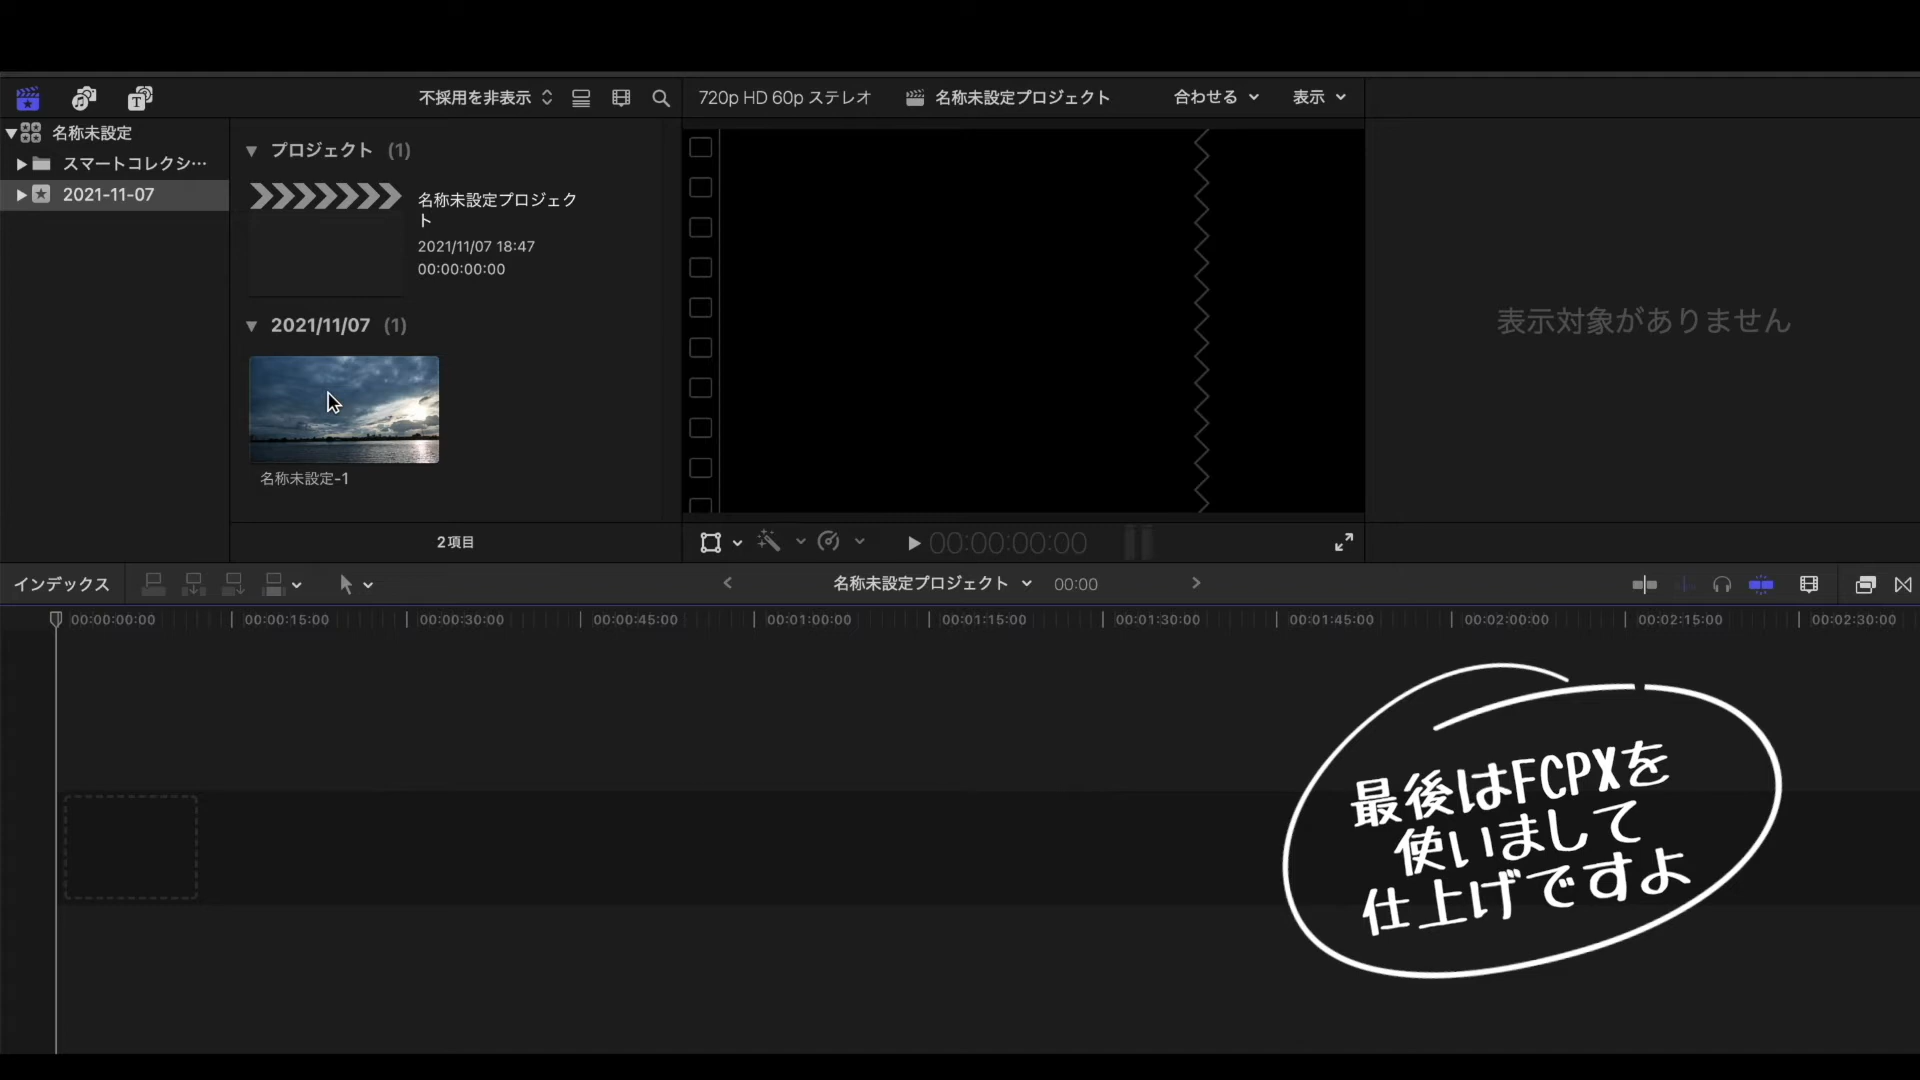 不採用を非表示
720p HD 60p ステレオ
名称未設定プロジェクト
合わせる
表示
名称未設定
スマートコレクシ…
2021-11-07
プロジェクト (1)
名称未設定プロジェク
ト
2021/11/07 18:47
00:00:00:00
2021/11/07 (1)
名称未設定-1
2項目
表示対象がありません
00:00:00:00
インデックス
名称未設定プロジェクト
00:00
00:00:00:00
00:00:15:00
00:00:30:00
00:00:45:00
00:01:00:00
00:01:15:00
00:01:30:00
00:01:45:00
00:02:00:00
00:02:15:00
00:02:30:00
最後はFCPXを
使いまして
仕上げですよ